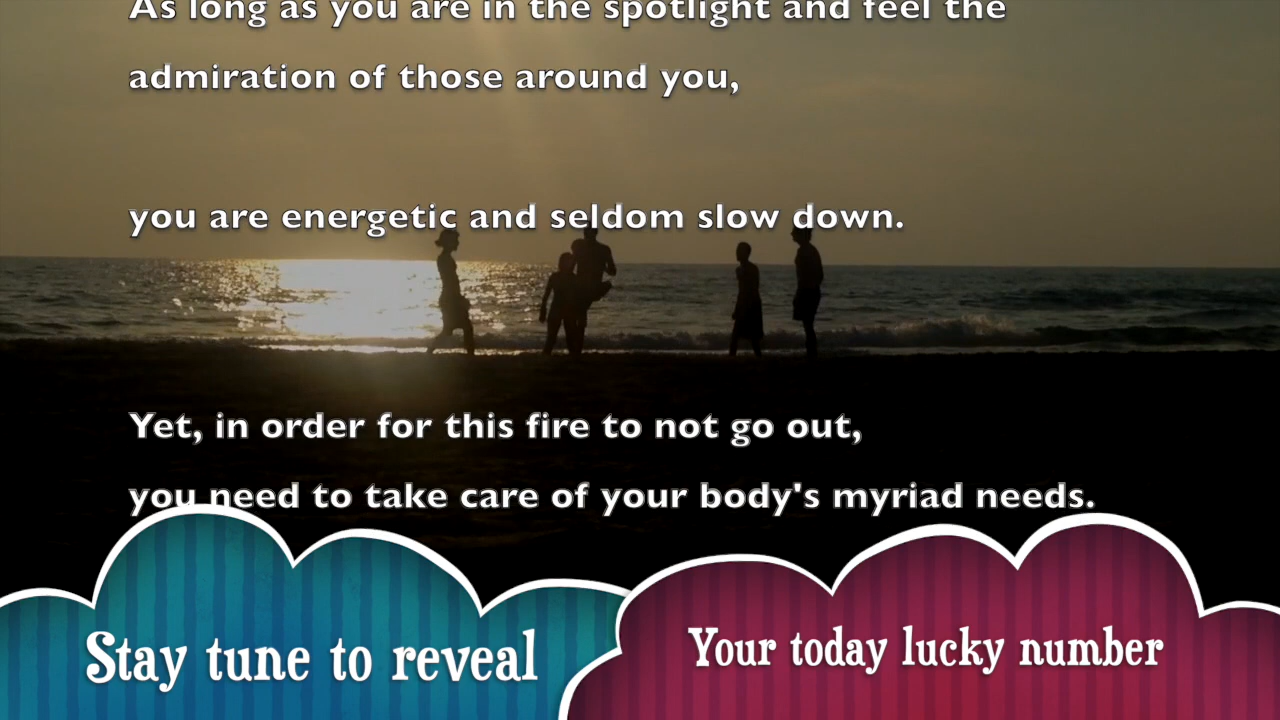 As long as you are in the spotlight and feel the
admiration of those around you,
you are energetic and seldom slow down.
Yet, in order for this fire to not go out,
you need to take care of your body's myriad needs.
Stay tune to reveal
Your today lucky number